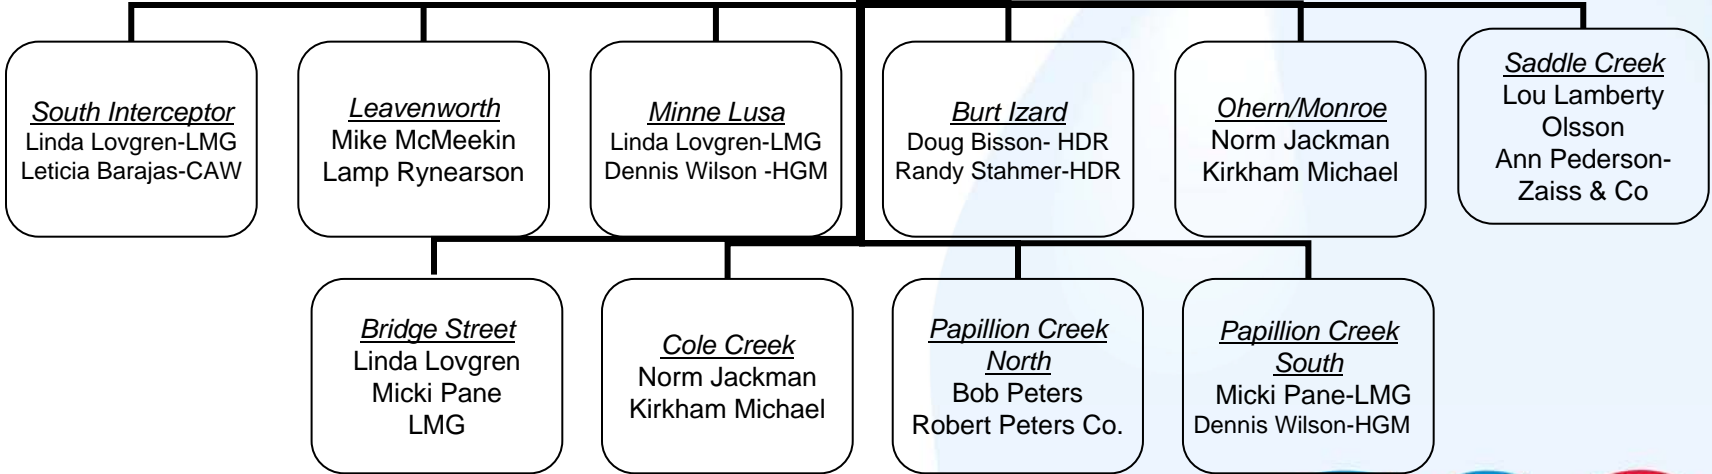 South Interceptor
Linda Lovgren-LMG
Leticia Barajas-CAW
Leavenworth
Mike McMeekin
Lamp Rynearson
Minne Lusa
Linda Lovgren-LMG
Dennis Wilson -HGM
Burt Izard
Doug Bisson- HDR
Randy Stahmer-HDR
Ohern/Monroe
Norm Jackman
Kirkham Michael
Saddle Creek
Lou Lamberty
Olsson
Ann Pederson-
Zaiss & Co
Bridge Street
Linda Lovgren
Micki Pane
LMG
Cole Creek
Norm Jackman
Kirkham Michael
Papillion Creek
North
Bob Peters
Robert Peters Co.
Papillion Creek
South
Micki Pane-LMG
Dennis Wilson-HGM